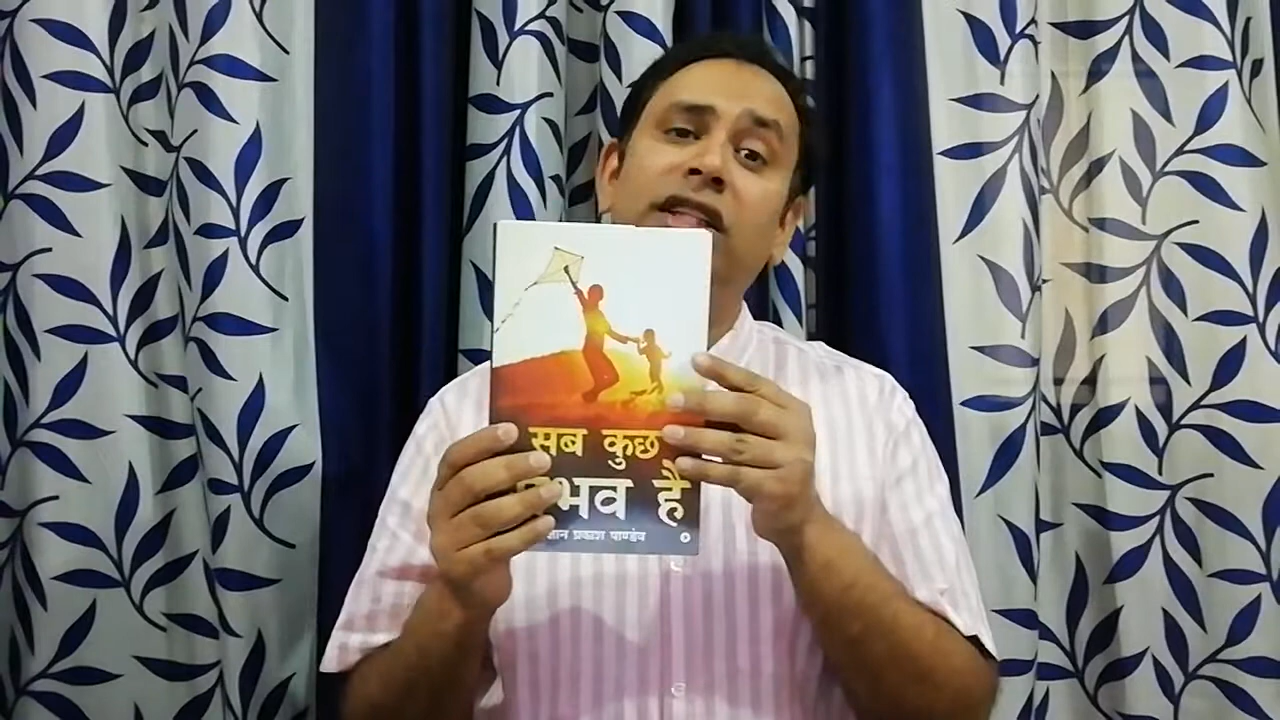 सब कुछ
भव है
ज्ञान प्रकाश पाण्डेय